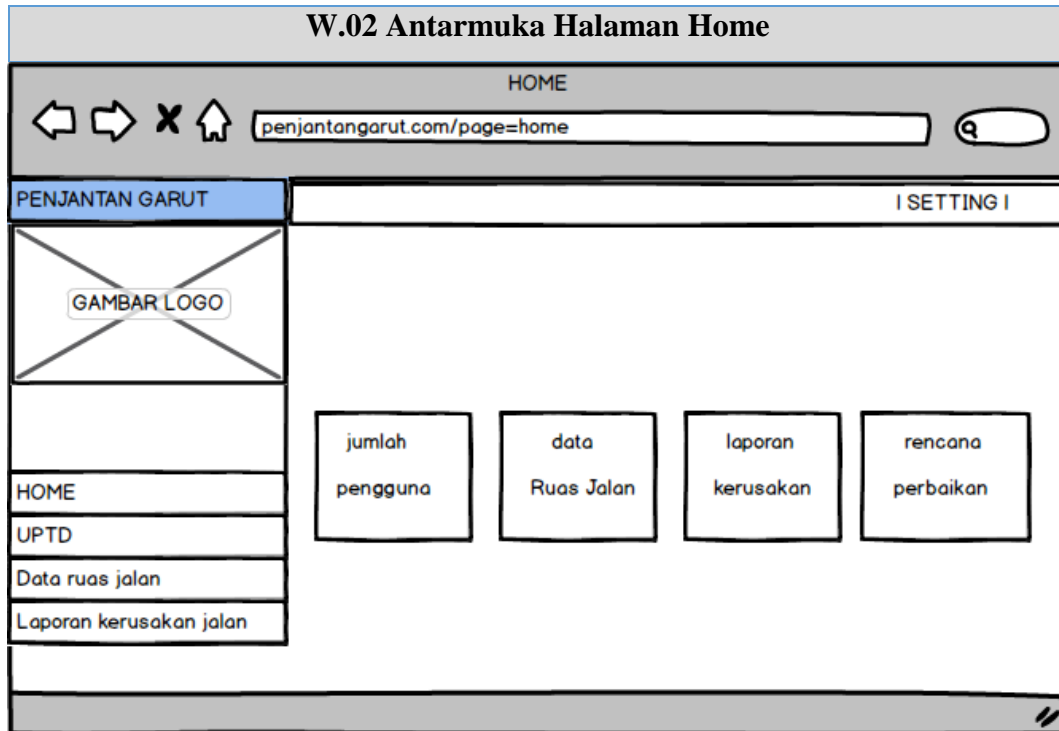 W.02 Antarmuka Halaman Home
HOME
penjantangarut.com/page=home
PENJANTAN GARUT
| SETTING |
GAMBAR LOGO
HOME
UPTD
Data ruas jalan
Laporan kerusakan jalan
jumlah
pengguna
data
Ruas Jalan
laporan
kerusakan
rencana
perbaikan